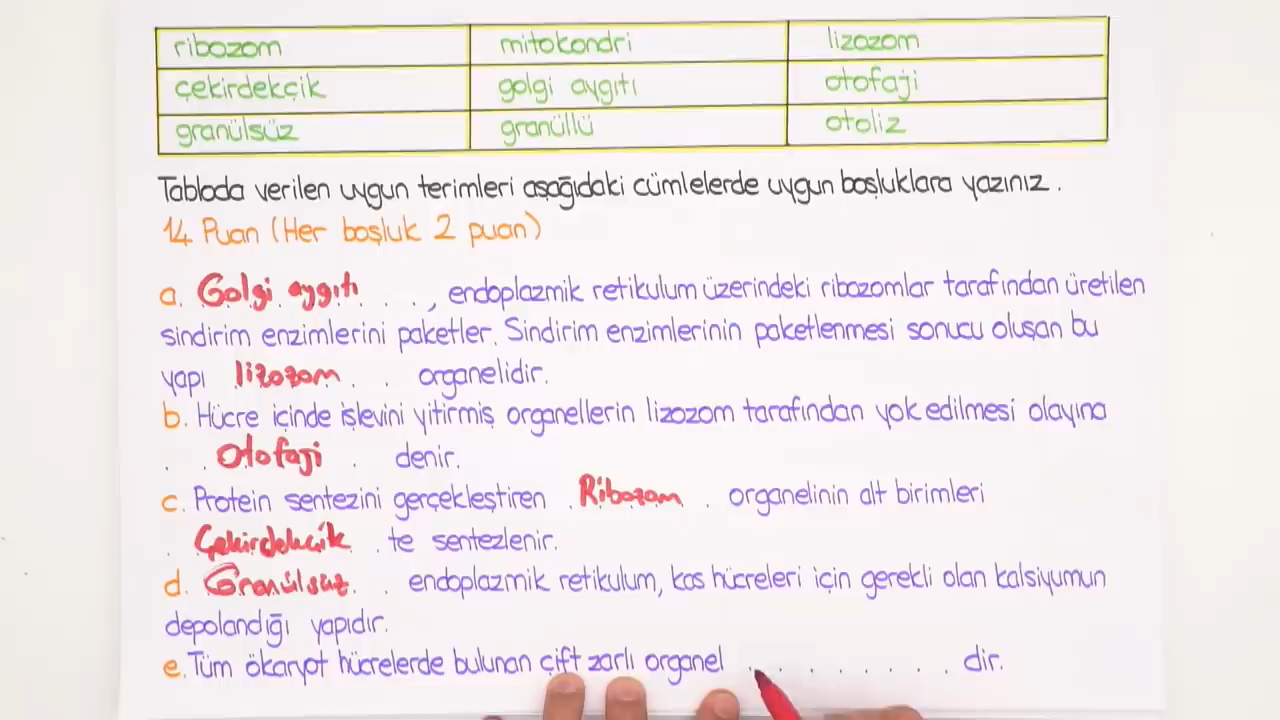 ribozom mitokondri lizozom
çekirdekçik golgi aygıtı otofaji
granülsüz granüllü otoliz
Tabloda verilen uygun terimleri aşağıdaki cümlelerde uygun boşluklara yazınız.
14 Puan (Her boşluk 2 puan)
a. Golgi aygıtı . . , endoplazmik retikulum üzerindeki ribozomlar tarafından üretilen
sindirim enzimlerini paketler. Sindirim enzimlerinin paketlenmesi sonucu oluşan bu
yapı lizozom . . organelidir.
b. Hücre içinde işlevini yitirmiş organellerin lizozom tarafından yok edilmesi olayına
. . Otofaji . denir.
c. Protein sentezini gerçekleştiren . Ribozom . organelinin alt birimleri
. Çekirdekcik . te sentezlenir.
d. Granülsüz . . endoplazmik retikulum, kas hücreleri için gerekli olan kalsiyumun
depolandığı yapıdır.
e. Tüm ökaryot hücrelerde bulunan çift zarlı organel . . . . . . . dir.